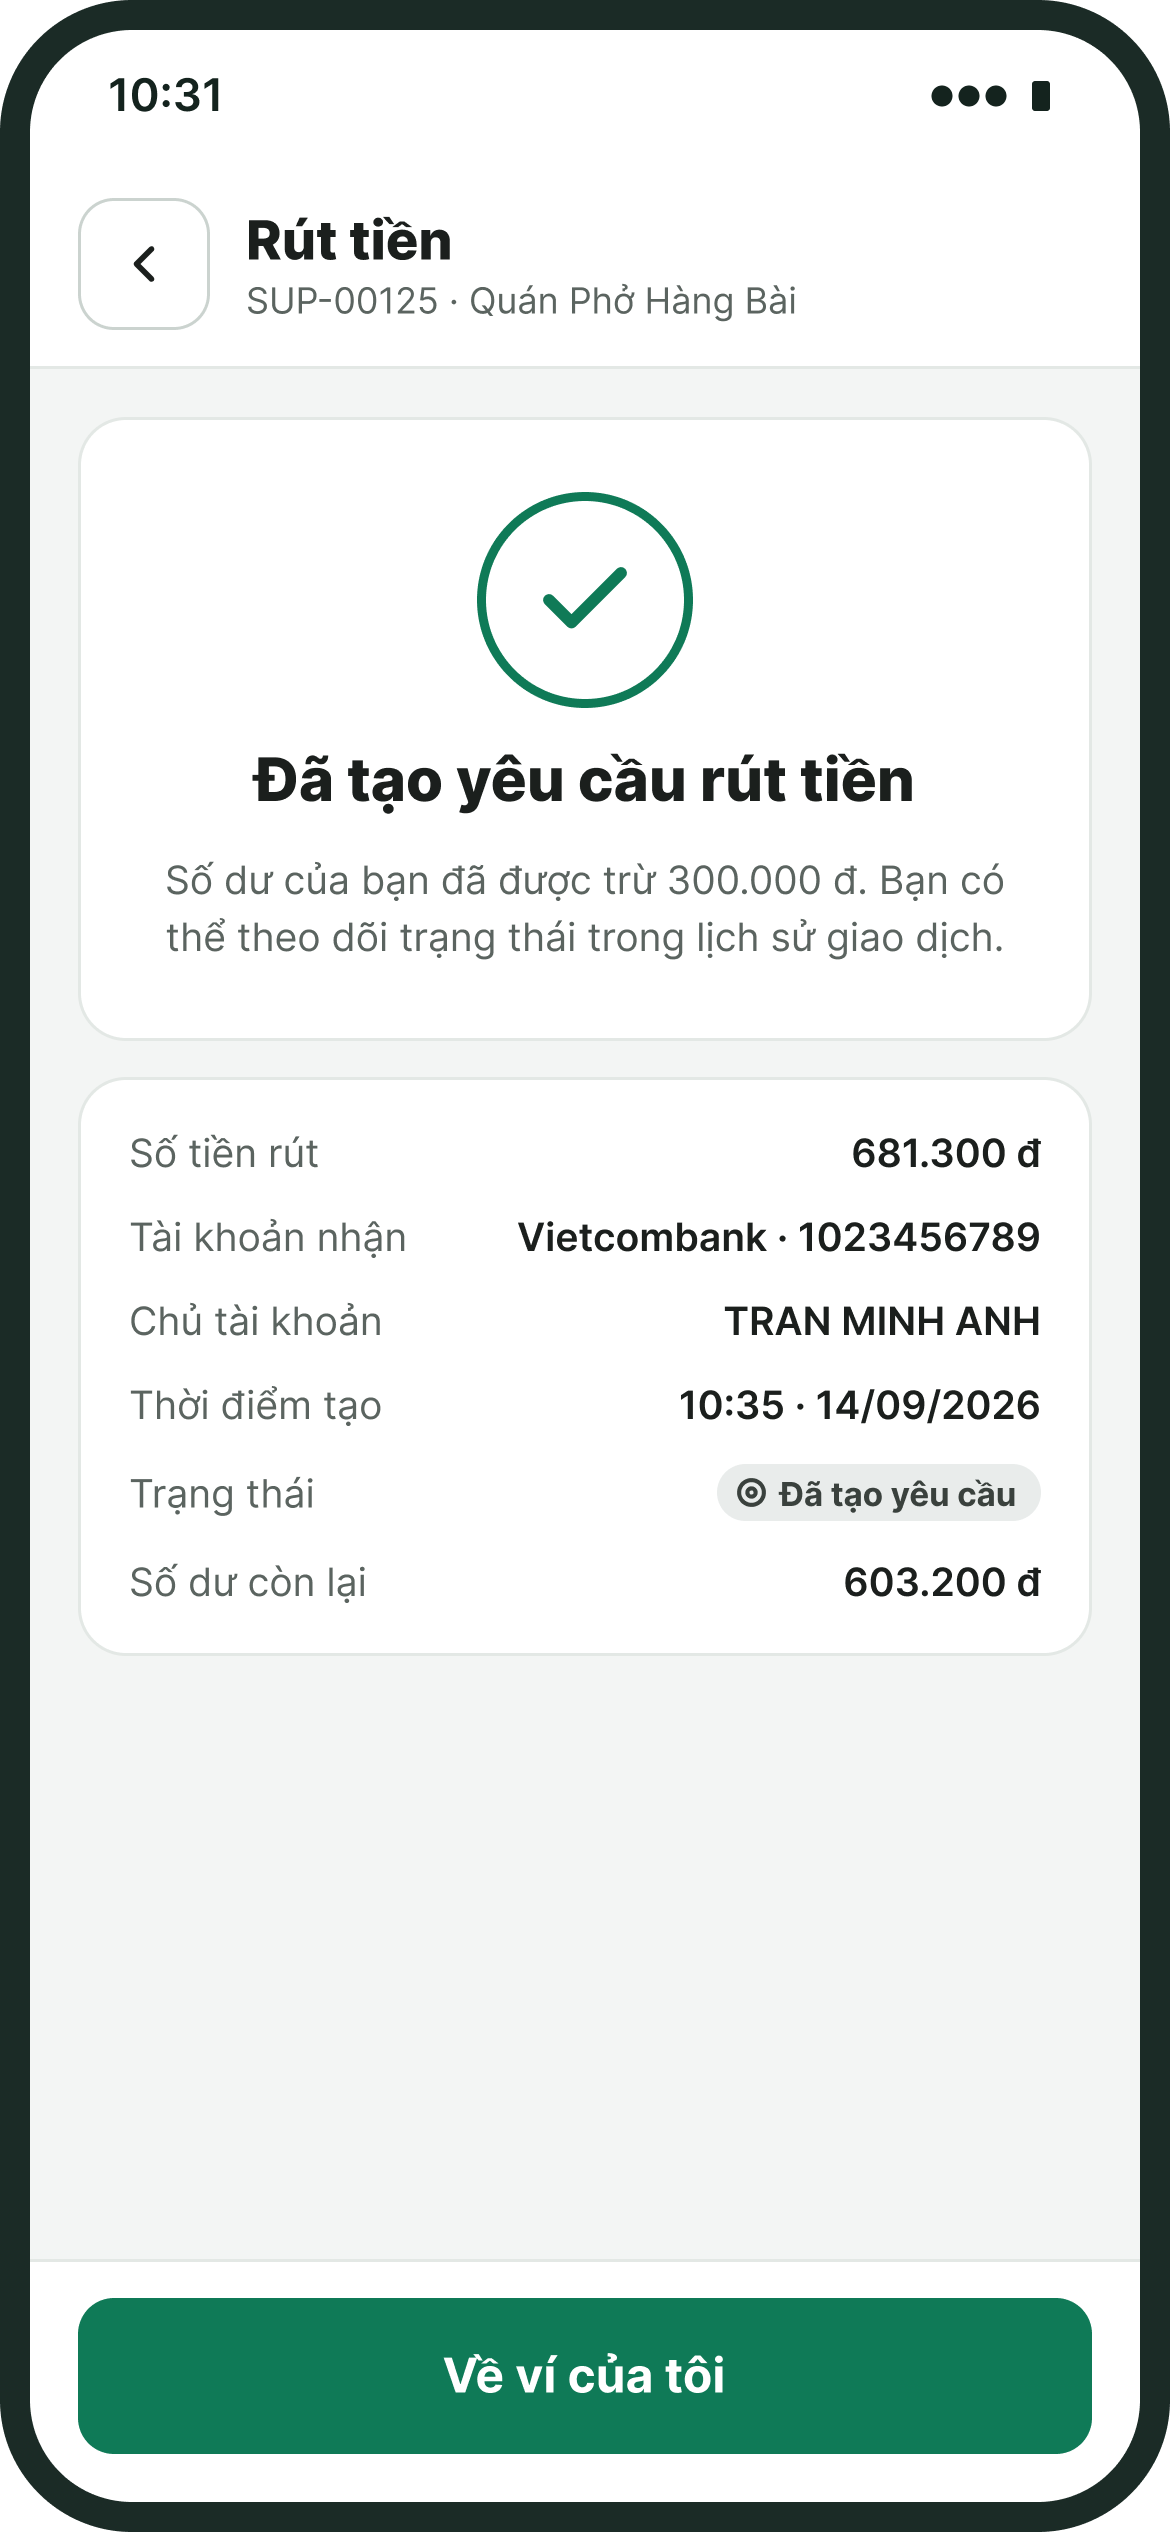 10:31
Rút tiền
SUP-00125 · Quán Phở Hàng Bài
Đã tạo yêu cầu rút tiền
Số dư của bạn đã được trừ 300.000 đ. Bạn có
thể theo dõi trạng thái trong lịch sử giao dịch.
Số tiền rút 681.300 đ
Tài khoản nhận Vietcombank · 1023456789
Chủ tài khoản TRAN MINH ANH
Thời điểm tạo 10:35 · 14/09/2026
Trạng thái Đã tạo yêu cầu
Số dư còn lại 603.200 đ
Về ví của tôi